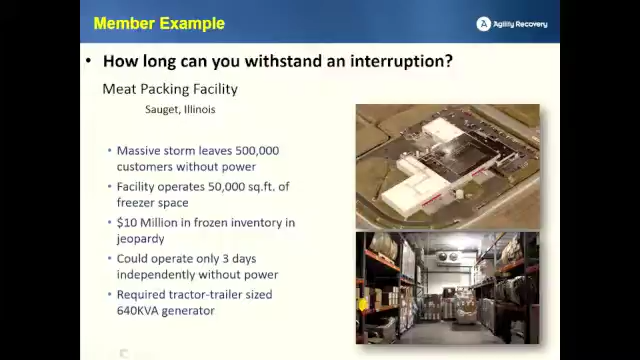 Member Example
Agility Recovery
• How long can you withstand an interruption?
Meat Packing Facility
Sauget, Illinois
• Massive storm leaves 500,000
customers without power
• Facility operates 50,000 sq.ft. of
freezer space
• $10 Million in frozen inventory in
jeopardy
• Could operate only 3 days
independently without power
• Required tractor-trailer sized
640KVA generator